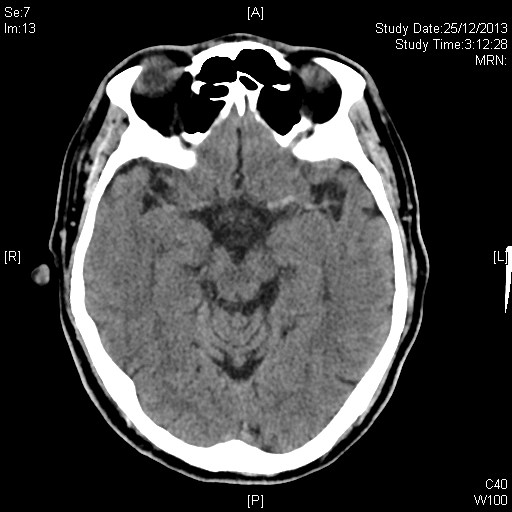 Se:7
Im:13
[A]
Study Date:25/12/2013
Study Time:3:12:28
MRN:
[R]
[L]
[P]
C40
W100